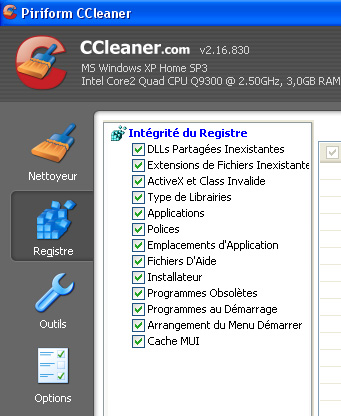 Piriform CCleaner
CCleaner.com v2.16.830
MS Windows XP Home SP3
Intel Core2 Quad CPU Q9300 @ 2.50GHz, 3,0GB RAM
Nettoyeur
Registre
Outils
Options
Intégrité du Registre
DLLs Partagées Inexistantes
Extensions de Fichiers Inexistante
ActiveX et Class Invalide
Type de Librairies
Applications
Polices
Emplacements d'Application
Fichiers D'Aide
Installateur
Programmes Obsolètes
Programmes au Démarrage
Arrangement du Menu Démarrer
Cache MUI